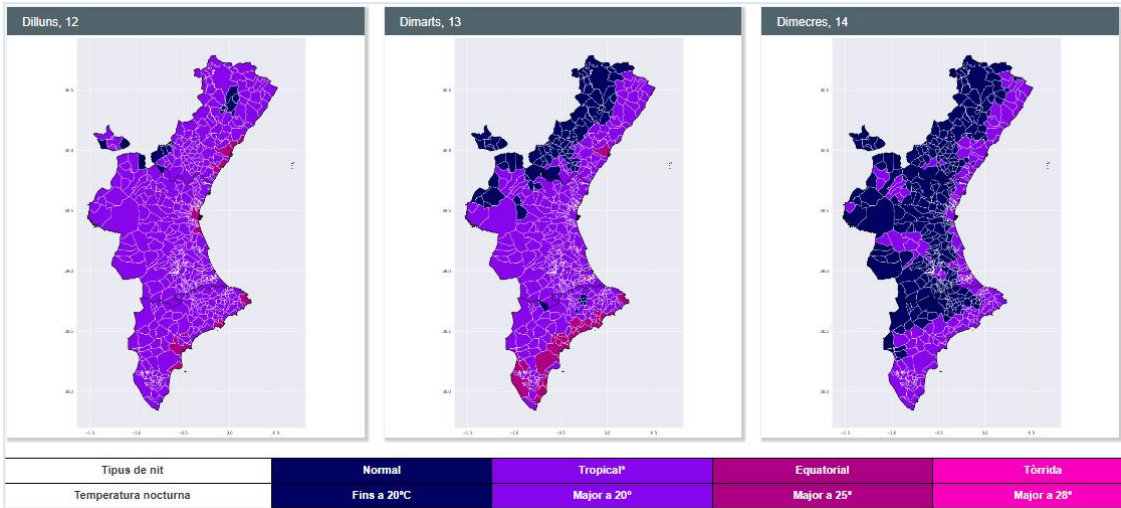 Dilluns, 12
Dimarts, 13
Dimecres, 14
Tipus de nit Normal Tropical* Equatorial Tòrrida
Temperatura nocturna Fins a 20ºC Major a 20º Major a 25º Major a 28º